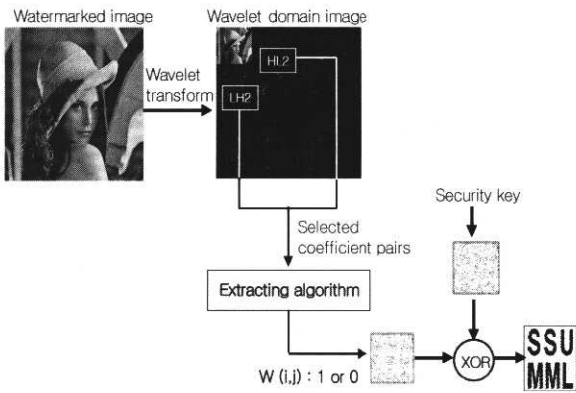 Watermarked image
Wavelet domain image
Wavelet
transform
HL2
LH2
Security key
Selected
coefficient pairs
Extracting algorithm
W (i,j) : 1 or 0
XOR
SSU
MML